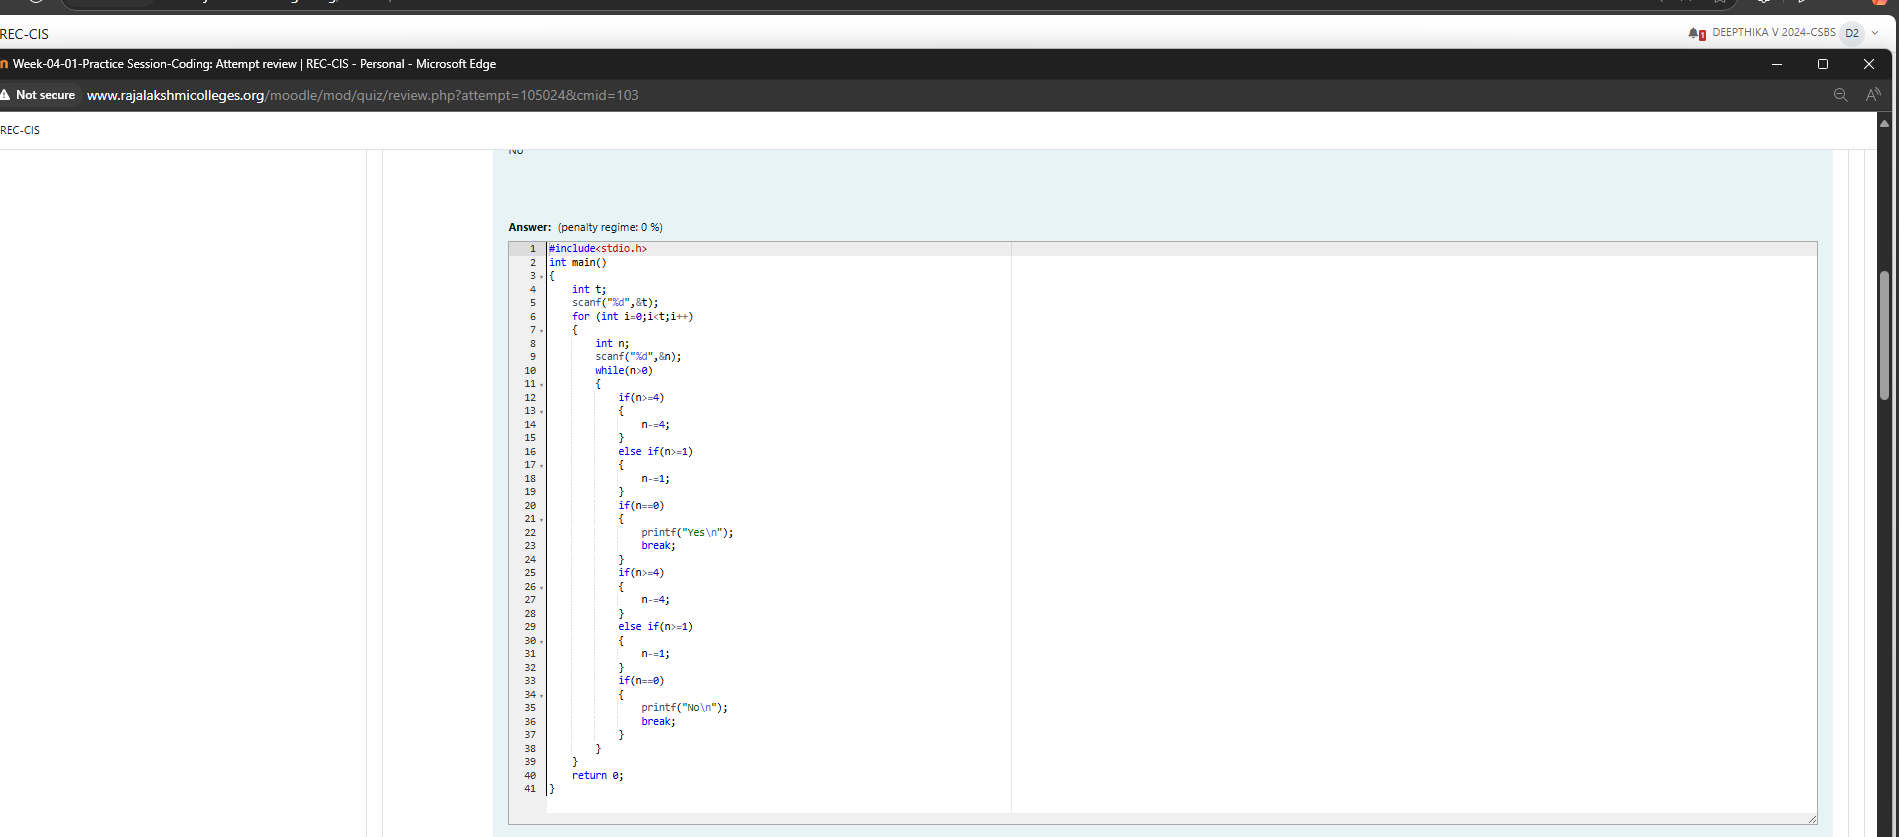 REC-CIS
1 DEEPTHIKA V 2024-CSBS D2
Week-04-01-Practice Session-Coding: Attempt review | REC-CIS - Personal - Microsoft Edge
Not secure www.rajalakshmicolleges.org/moodle/mod/quiz/review.php?attempt=105024&cmid=103
REC-CIS
No
Answer: (penalty regime: 0 %)
1 #include<stdio.h>
2 int main()
3 {
4 int t;
5 scanf("%d",&t);
6 for (int i=0;i<t;i++)
7 {
8 int n;
9 scanf("%d",&n);
10 while(n>0)
11 {
12 if(n>=4)
13 {
14 n-=4;
15 }
16 else if(n>=1)
17 {
18 n-=1;
19 }
20 if(n==0)
21 {
22 printf("Yes\n");
23 break;
24 }
25 if(n>=4)
26 {
27 n-=4;
28 }
29 else if(n>=1)
30 {
31 n-=1;
32 }
33 if(n==0)
34 {
35 printf("No\n");
36 break;
37 }
38 }
39 }
40 return 0;
41 }